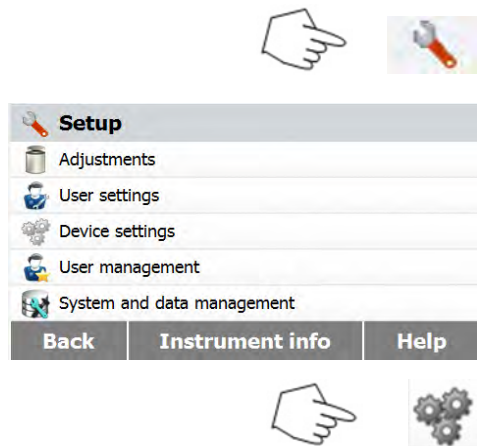 Setup
Adjustments
User settings
Device settings
User management
System and data management
Back Instrument info Help